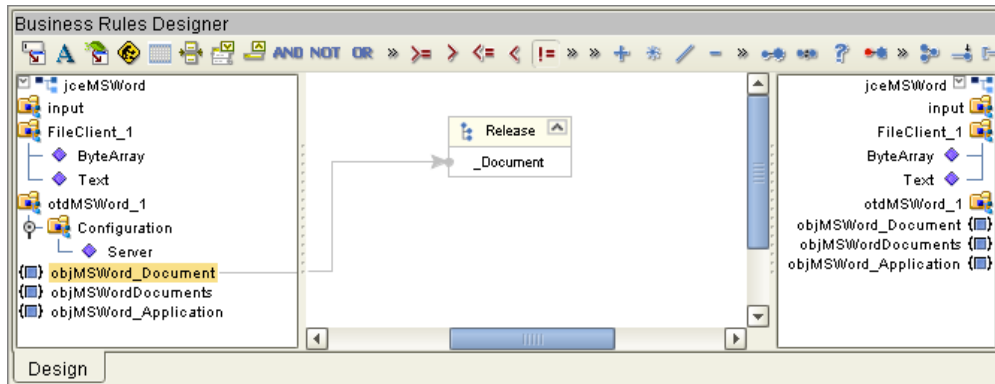 Business Rules Designer
A AND NOT OR » >= > <= < != » » + / - » ? »
jceMSWord
input
FileClient_1
ByteArray
Text
otdMSWord_1
Configuration
Server
objMSWord_Document
objMSWordDocuments
objMSWord_Application
Release
_Document
jceMSWord
input
FileClient_1
ByteArray
Text
otdMSWord_1
objMSWord_Document
objMSWordDocuments
objMSWord_Application
Design